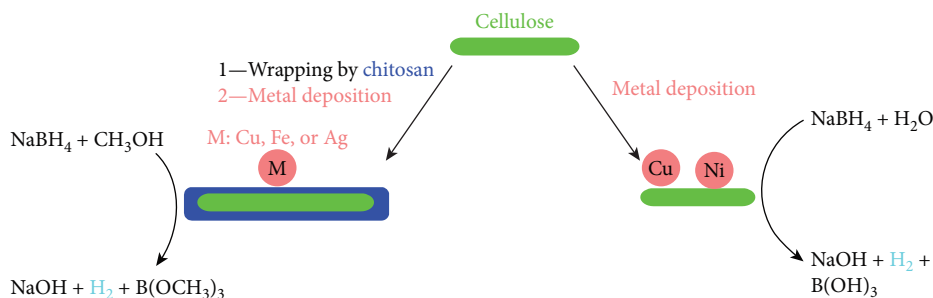 Cellulose
1—Wrapping by chitosan
2—Metal deposition
Metal deposition
M: Cu, Fe, or Ag
NaBH₄ + CH₃OH
NaBH₄ + H₂O
M
Cu
Ni
NaOH + H₂ + B(OCH₃)₃
NaOH + H₂ +
B(OH)₃